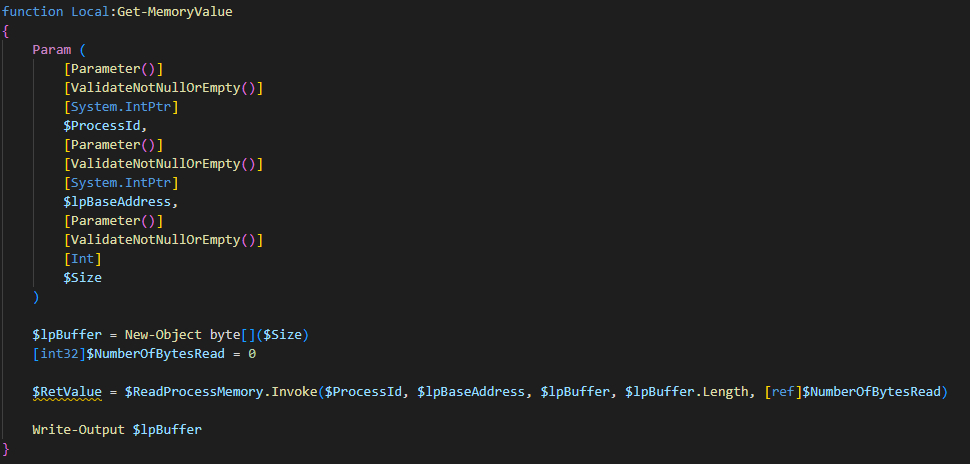 function Local:Get-MemoryValue
{
    Param (
        [Parameter()]
        [ValidateNotNullOrEmpty()]
        [System.IntPtr]
        $ProcessId,
        [Parameter()]
        [ValidateNotNullOrEmpty()]
        [System.IntPtr]
        $lpBaseAddress,
        [Parameter()]
        [ValidateNotNullOrEmpty()]
        [Int]
        $Size
    )

    $lpBuffer = New-Object byte[]($Size)
    [int32]$NumberOfBytesRead = 0

    $RetValue = $ReadProcessMemory.Invoke($ProcessId, $lpBaseAddress, $lpBuffer, $lpBuffer.Length, [ref]$NumberOfBytesRead)

    Write-Output $lpBuffer
}